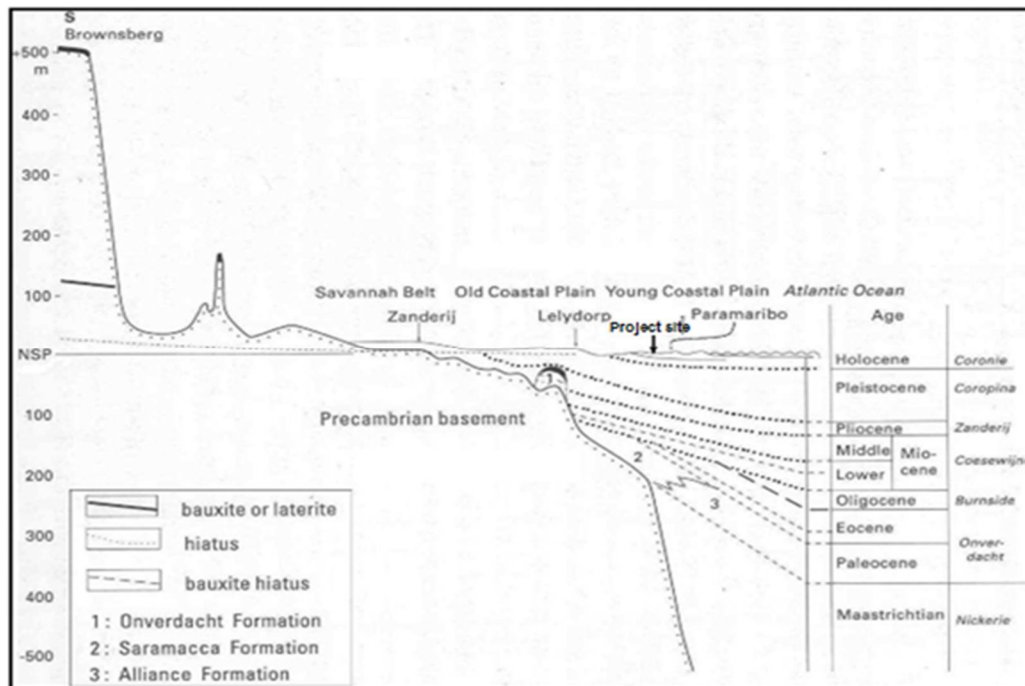 S
Brownsberg
+500
m
400
300
200
100
NSP
100
200
300
400
-500
Savannah Belt
Old Coastal Plain
Young Coastal Plain
Atlantic Ocean
Zanderij
Lelydorp
Project site
Paramaribo
Precambrian basement
1
2
3
Age
Holocene
Coronie
Pleistocene
Coropina
Pliocene
Zanderij
Middle
Lower
Mio-
cene
Coesewijne
Oligocene
Burnside
Eocene
Onver-
dacht
Paleocene
Maastrichtian
Nickerie
bauxite or laterite
hiatus
bauxite hiatus
1: Onverdacht Formation
2: Saramacca Formation
3: Alliance Formation